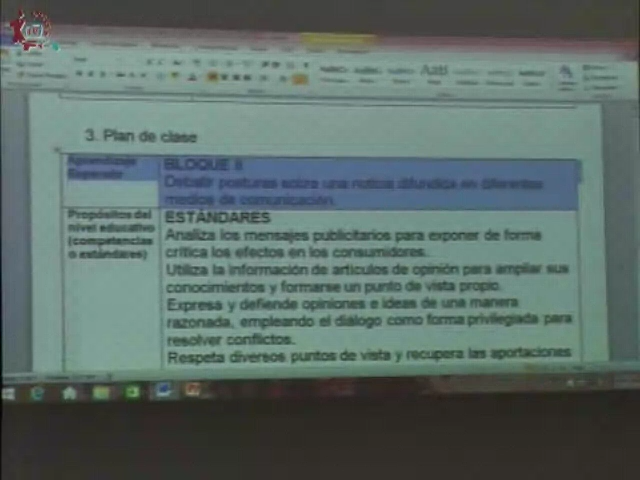 3. Plan de clase
Aprendizaje
Esperado
BLOQUE II
Debatir posturas sobre una noticia difundida en diferentes
medios de comunicación.
Propósitos del
nivel educativo
(competencias
o estándares)
ESTÁNDARES
Analiza los mensajes publicitarios para exponer de forma
crítica los efectos en los consumidores.
Utiliza la información de artículos de opinión para ampliar sus
conocimientos y formarse un punto de vista propio.
Expresa y defiende opiniones e ideas de una manera
razonada, empleando el diálogo como forma privilegiada para
resolver conflictos.
Respeta diversos puntos de vista y recupera las aportaciones